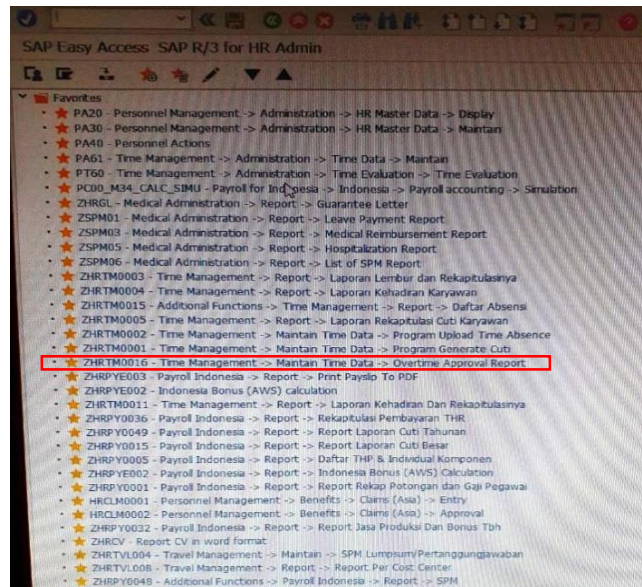 SAP Easy Access SAP R/3 for HR Admin
Favorites
PA20 - Personnel Management -> Administration -> HR Master Data -> Display
PA30 - Personnel Management -> Administration -> HR Master Data -> Maintain
PA40 - Personnel Actions
PA61 - Time Management -> Administration -> Time Data -> Maintain
PT60 - Time Management -> Administration -> Time Evaluation -> Time Evaluation
PC00_M34_CALC_SIMU - Payroll for Indonesia -> Indonesia -> Payroll accounting -> Simulation
ZHRGL - Medical Administration -> Report -> Guarantee Letter
ZSPM01 - Medical Administration -> Report -> Leave Payment Report
ZSPM03 - Medical Administration -> Report -> Medical Reimbursement Report
ZSPM05 - Medical Administration -> Report -> Hospitalization Report
ZSPM06 - Medical Administration -> Report -> List of SPM Report
ZHRTM0003 - Time Management -> Report -> Laporan Lembur dan Rekapitulasinya
ZHRTM0004 - Time Management -> Report -> Laporan Kehadiran Karyawan
ZHRTM0015 - Additional Functions -> Time Management -> Report -> Daftar Absensi
ZHRTM0005 - Time Management -> Report -> Laporan Rekapitulasi Cuti Karyawan
ZHRTM0002 - Time Management -> Maintain Time Data -> Program Upload Time Absence
ZHRTM0001 - Time Management -> Maintain Time Data -> Program Generate Cuti
ZHRTM0016 - Time Management -> Maintain Time Data -> Overtime Approval Report
ZHRPYE003 - Payroll Indonesia -> Report -> Print Payslip To PDF
ZHRPYE002 - Indonesia Bonus (AWS) calculation
ZHRTM0011 - Time Management -> Report -> Laporan Kehadiran Dan Rekapitulasinya
ZHRPY0036 - Payroll Indonesia -> Report -> Rekapitulasi Pembayaran THR
ZHRPY0049 - Payroll Indonesia -> Report -> Report Laporan Cuti Tahunan
ZHRPY0015 - Payroll Indonesia -> Report -> Report Laporan Cuti Besar
ZHRPY0005 - Payroll Indonesia -> Report -> Daftar THP & Individual Komponen
ZHRPYE002 - Payroll Indonesia -> Report -> Indonesia Bonus (AWS) Calculation
ZHRPY0001 - Payroll Indonesia -> Report -> Report Rekap Potongan dan Gaji Pegawai
HRCLM0001 - Personnel Management -> Benefits -> Claims (Asia) -> Entry
HRCLM0002 - Personnel Management -> Benefits -> Claims (Asia) -> Approval
ZHRPY0032 - Payroll Indonesia -> Report -> Report Jasa Produksi Dan Bonus Tbh
ZHRCV - Report CV in word format
ZHRTVL004 - Travel Management -> Maintain -> SPM Lumpsum/Pertanggungjawaban
ZHRTVL008 - Travel Management -> Report -> Report Per Cost Center
ZHRPY0048 - Additional Functions -> Payroll Indonesia -> Report -> SPM